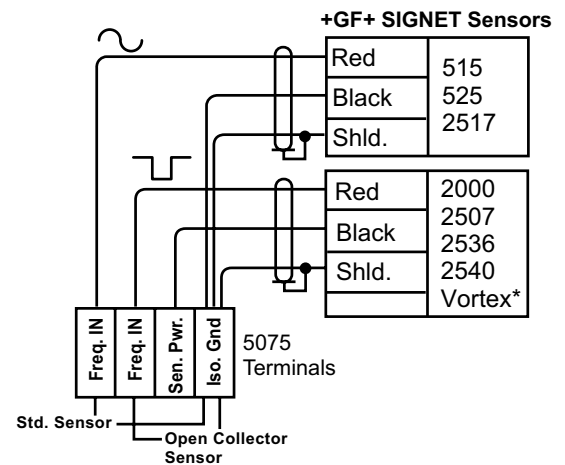 +GF+ SIGNET Sensors
Red
Black
Shld.
515
525
2517
Red
Black
Shld.
2000
2507
2536
2540
Vortex*
Freq. IN
Freq. IN
Sen. Pwr.
Iso. Gnd
5075
Terminals
Std. Sensor
Open Collector
Sensor